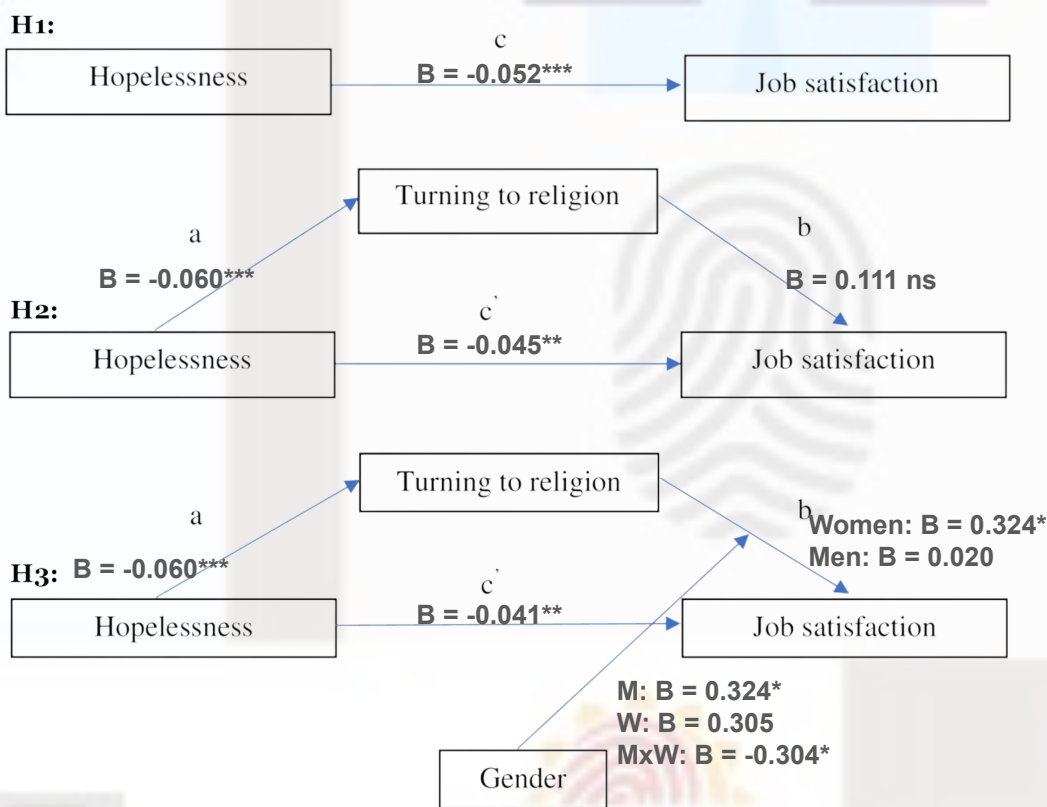 H1:
c
Hopelessness
B = -0.052***
Job satisfaction
Turning to religion
a
b
B = -0.060***
B = 0.111 ns
H2:
c'
Hopelessness
B = -0.045**
Job satisfaction
Turning to religion
a
b
Women: B = 0.324*
Men: B = 0.020
H3: B = -0.060***
c'
Hopelessness
B = -0.041**
Job satisfaction
M: B = 0.324*
W: B = 0.305
MxW: B = -0.304*
Gender